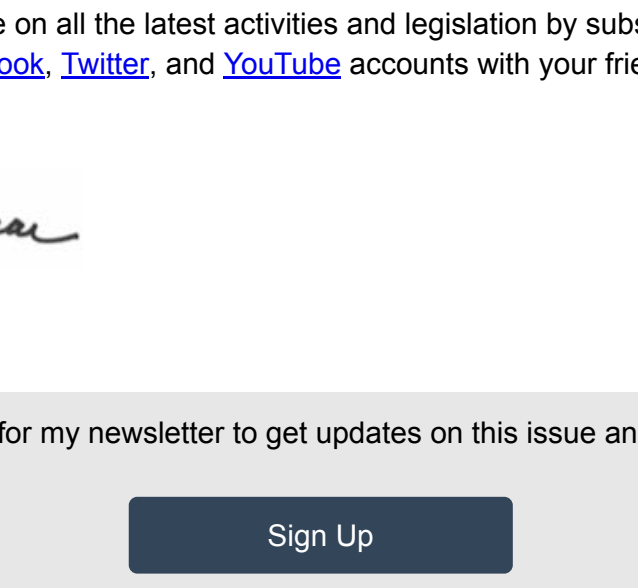 e on all the latest activities and legislation by subs
ook, Twitter, and YouTube accounts with your frie
for my newsletter to get updates on this issue an
Sign Up